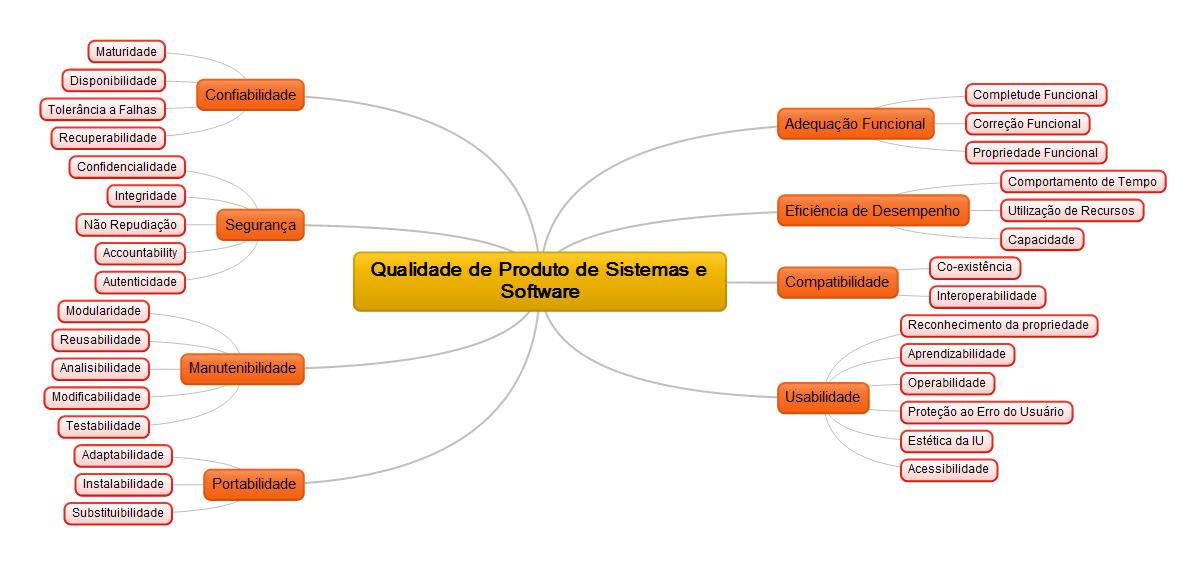 Qualidade de Produto de Sistemas e
Software
Confiabilidade
Maturidade
Disponibilidade
Tolerância a Falhas
Recuperabilidade
Segurança
Confidencialidade
Integridade
Não Repudiação
Accountability
Autenticidade
Manutenibilidade
Modularidade
Reusabilidade
Analisibilidade
Modificabilidade
Testabilidade
Portabilidade
Adaptabilidade
Instalabilidade
Substituibilidade
Adequação Funcional
Completude Funcional
Correção Funcional
Propriedade Funcional
Eficiência de Desempenho
Comportamento de Tempo
Utilização de Recursos
Capacidade
Compatibilidade
Co-existência
Interoperabilidade
Usabilidade
Reconhecimento da propriedade
Aprendizabilidade
Operabilidade
Proteção ao Erro do Usuário
Estética da IU
Acessibilidade